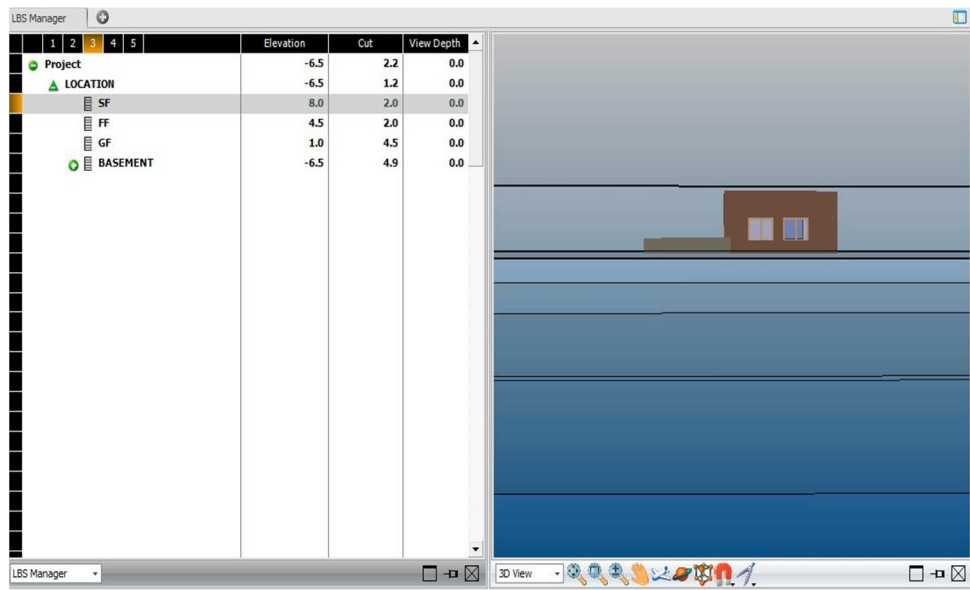 LBS Manager
1 2 3 4 5 Elevation Cut View Depth
Project -6.5 2.2 0.0
LOCATION -6.5 1.2 0.0
SF 8.0 2.0 0.0
FF 4.5 2.0 0.0
GF 1.0 4.5 0.0
BASEMENT -6.5 4.9 0.0
LBS Manager
3D View